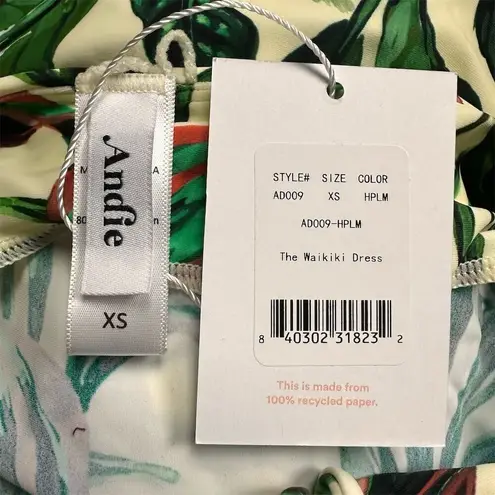 Andie
XS
STYLE# SIZE COLOR
AD009 XS HPLM
AD009-HPLM
The Waikiki Dress
8 40302 31823 2
This is made from
100% recycled paper.